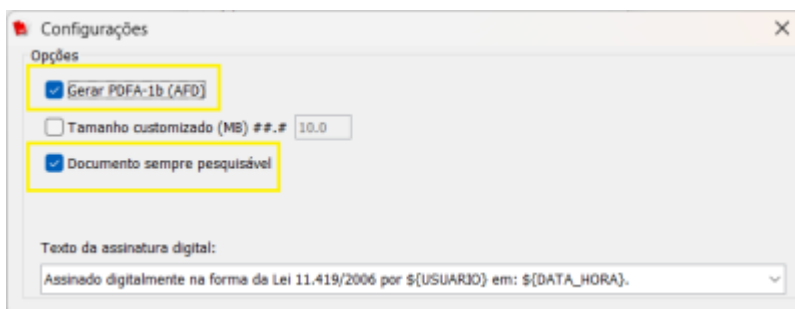 Configurações
Opções
Gerar PDFA-1b (AFD)
Tamanho customizado (MB) ##.# 10.0
Documento sempre pesquisável
Texto da assinatura digital:
Assinado digitalmente na forma da Lei 11.419/2006 por ${USUARIO} em: ${DATA_HORA}.